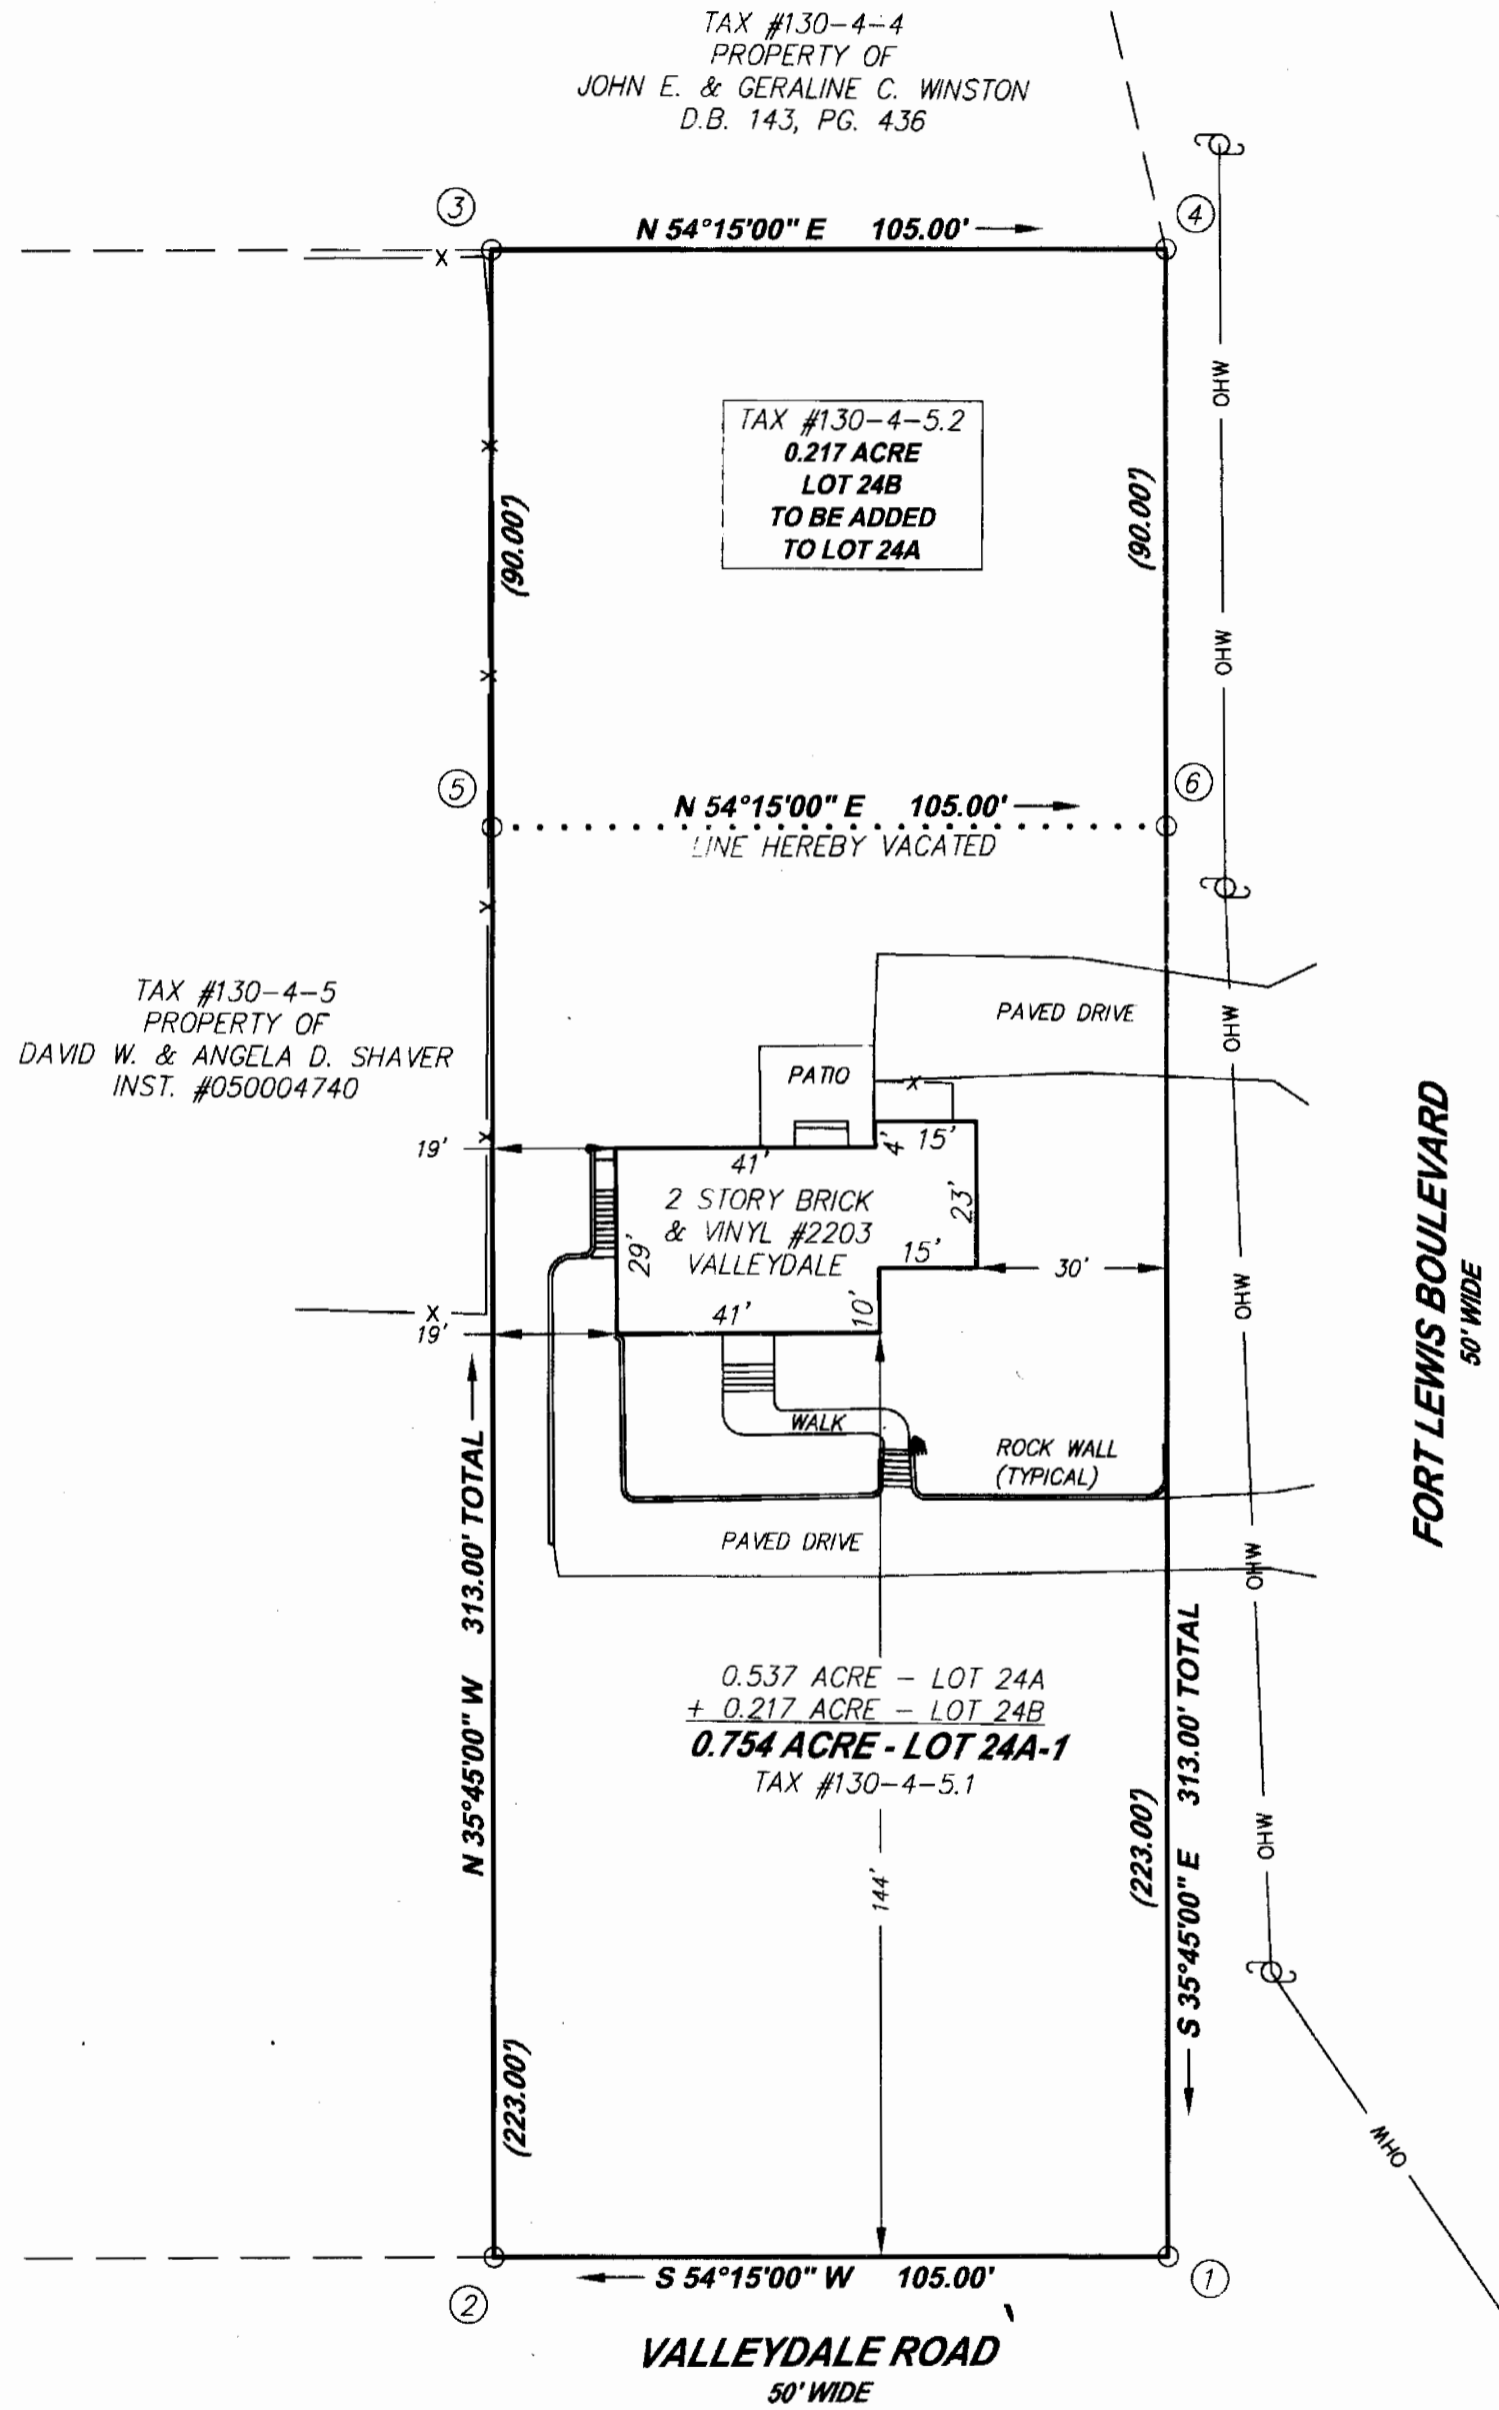 TAX #130-4-4
PROPERTY OF
JOHN E. & GERALINE C. WINSTON
D.B. 143, PG. 436
3
N 54°15'00" E 105.00'
4
OHW
TAX #130-4-5.2
0.217 ACRE
LOT 24B
TO BE ADDED
TO LOT 24A
(90.00')
(90.00')
X
X
OHW
X
5
N 54°15'00" E 105.00'
6
LINE HEREBY VACATED
X
TAX #130-4-5
PROPERTY OF
DAVID W. & ANGELA D. SHAVER
INST. #050004740
PAVED DRIVE
OHW
PATIO
X
X
19'
41'
4'
15'
2 STORY BRICK
& VINYL #2203
VALLEYDALE
29'
23'
15'
30'
OHW
X
19'
41'
10'
WALK
ROCK WALL
(TYPICAL)
PAVED DRIVE
OHW
FORT LEWIS BOULEVARD
50' WIDE
N 35°45'00" W 313.00' TOTAL
0.537 ACRE - LOT 24A
+ 0.217 ACRE - LOT 24B
0.754 ACRE - LOT 24A-1
TAX #130-4-5.1
S 35°45'00" E 313.00' TOTAL
(223.00')
OHW
144'
(223.00')
OHW
S 54°15'00" W 105.00'
1
2
VALLEYDALE ROAD
50' WIDE